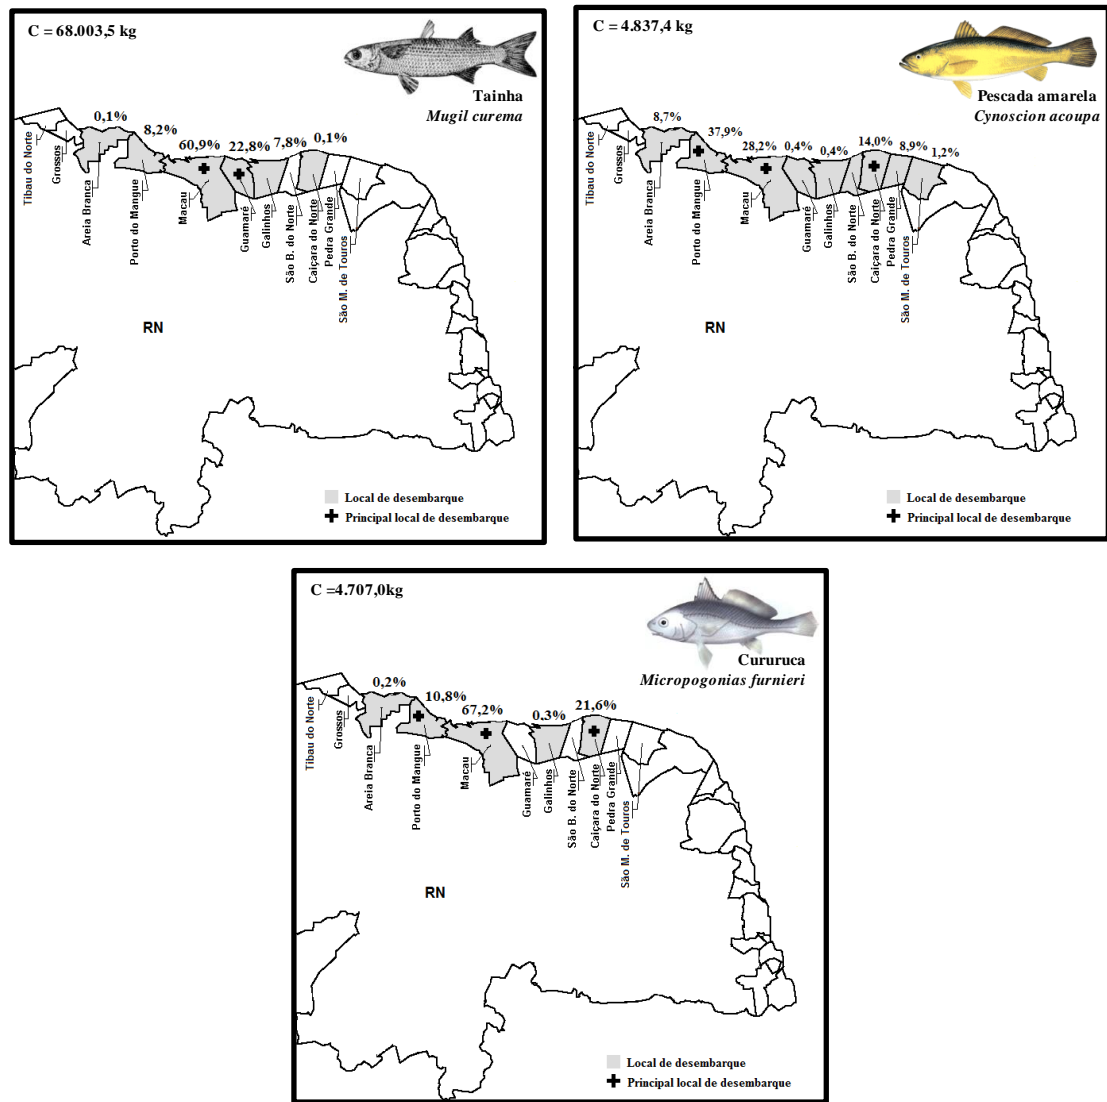 C = 68.003,5 kg
Tainha
Mugil curema
0,1%
8,2%
60,9%
22,8%
7,8%
0,1%
Tibau do Norte
Grossos
Areia Branca
Porto do Mangue
Macau
Guamaré
Galinhos
São B. do Norte
Caiçara do Norte
Pedra Grande
São M. de Touros
RN
Local de desembarque
Principal local de desembarque
C = 4.837,4 kg
Pescada amarela
Cynoscion acoupa
8,7%
37,9%
28,2%
0,4%
0,4%
14,0%
8,9%
1,2%
Tibau do Norte
Grossos
Areia Branca
Porto do Mangue
Macau
Guamaré
Galinhos
São B. do Norte
Caiçara do Norte
Pedra Grande
São M. de Touros
RN
Local de desembarque
Principal local de desembarque
C =4.707,0kg
Cururuca
Micropogonias furnieri
0,2%
10,8%
67,2%
0,3%
21,6%
Tibau do Norte
Grossos
Areia Branca
Porto do Mangue
Macau
Guamaré
Galinhos
São B. do Norte
Caiçara do Norte
Pedra Grande
São M. de Touros
RN
Local de desembarque
Principal local de desembarque